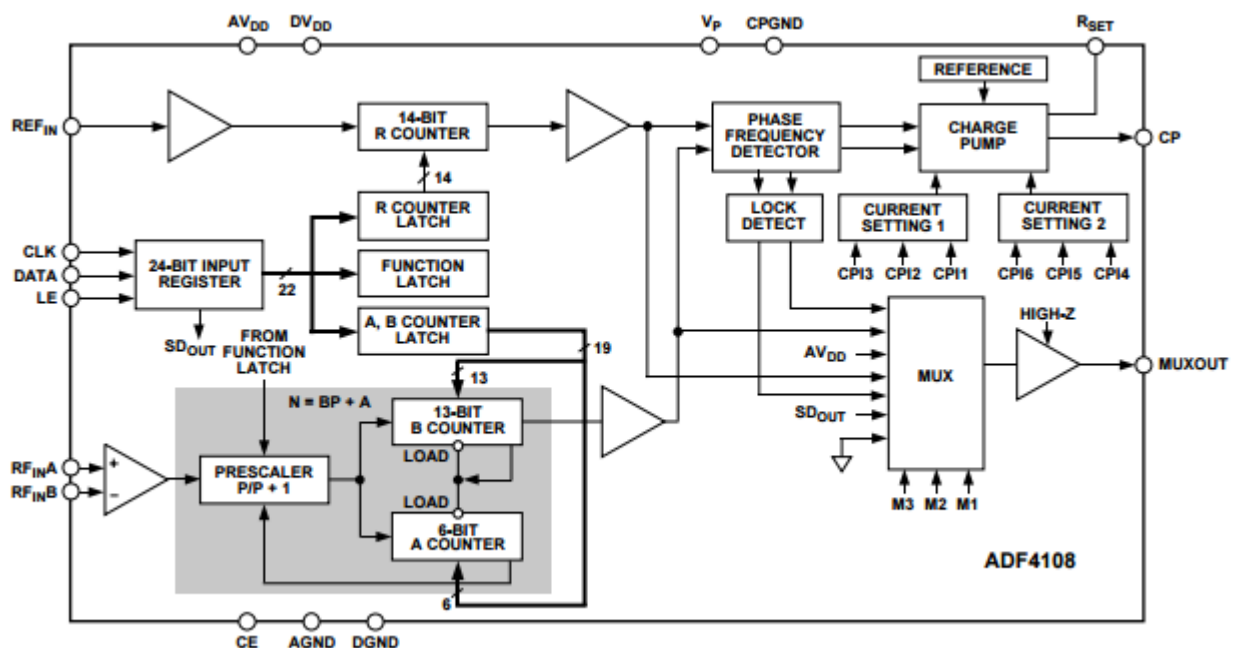 AVDD DVDD VP CPGND RSET
REFERENCE
REFIN
14-BIT
R COUNTER
PHASE
FREQUENCY
DETECTOR
CHARGE
PUMP
CP
14
R COUNTER
LATCH
LOCK
DETECT
CURRENT
SETTING 1
CURRENT
SETTING 2
CLK
DATA
LE
24-BIT INPUT
REGISTER
22
FUNCTION
LATCH
CPI3 CPI2 CPI1 CPI6 CPI5 CPI4
A, B COUNTER
LATCH
SDOUT
FROM
FUNCTION
LATCH
19
13
HIGH-Z
AVDD
MUX
MUXOUT
SDOUT
N = BP + A
13-BIT
B COUNTER
LOAD
RFINA
RFINB
+
–
PRESCALER
P/P + 1
LOAD
6-BIT
A COUNTER
M3 M2 M1
6
ADF4108
CE AGND DGND